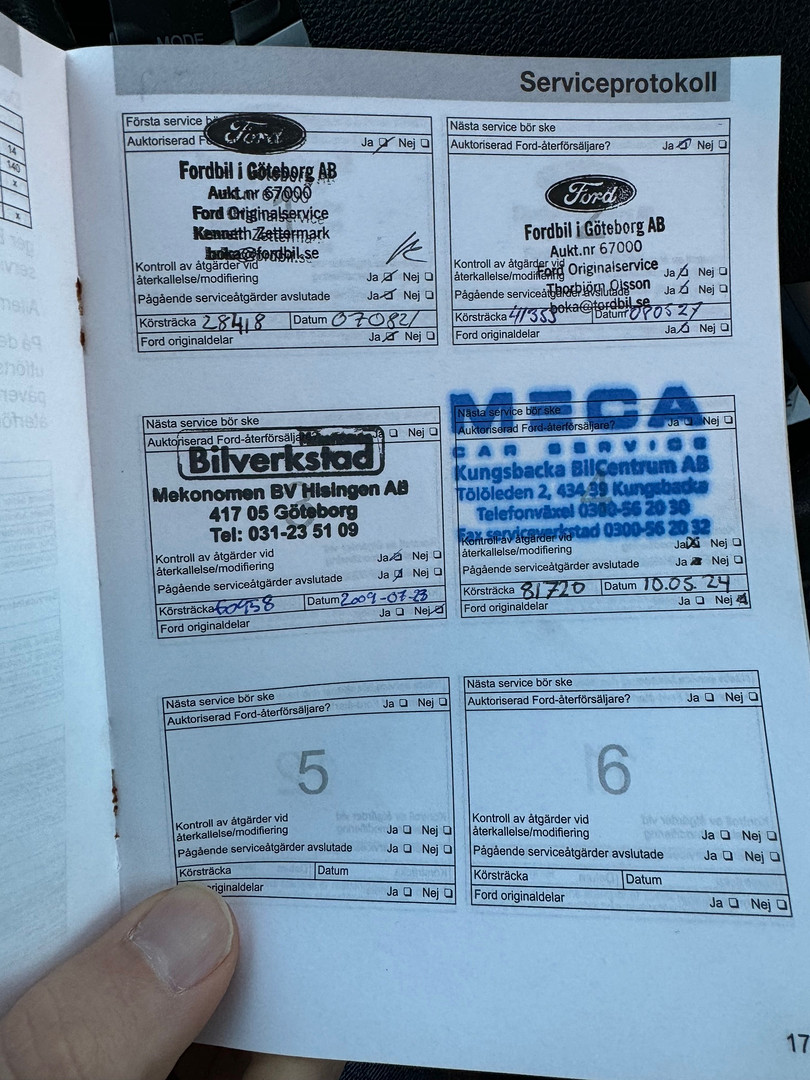 MODE
Serviceprotokoll
14
140
x
x
Första service
Auktoriserad
Ja Nej
Ford
Fordbil i Göteborg AB
Aukt.nr 67000
Ford Originalservice
Kenneth Zettermark
boka@fordbil.se
Kontroll av åtgärder vid
återkallelse/modifiering
Ja Nej
Pågående serviceåtgärder avslutade
Ja Nej
Körsträcka 28418 Datum 070821
Ford originaldelar
Ja Nej
Nästa service bör ske
Auktoriserad Ford-återförsäljare?
Ja Nej
Ford
Fordbil i Göteborg AB
Aukt.nr 67000
Ford Originalservice
Thorbjörn Olsson
boka@fordbil.se
Kontroll av åtgärder vid
återkallelse/modifiering
Ja Nej
Pågående serviceåtgärder avslutade
Ja Nej
Körsträcka 41355 Datum 080527
Ford originaldelar
Ja Nej
Nästa service bör ske
Auktoriserad Ford-återförsäljare?
Ja Nej
Bilverkstad
Mekonomen BV Hisingen AB
417 05 Göteborg
Tel: 031-23 51 09
Kontroll av åtgärder vid
återkallelse/modifiering
Ja Nej
Pågående serviceåtgärder avslutade
Ja Nej
Körsträcka 60958 Datum 2009-07-23
Ford originaldelar
Ja Nej
Nästa service bör ske
Auktoriserad Ford-återförsäljare?
Ja Nej
MECA
CAR SERVICE
Kungsbacka BilCentrum AB
Tölöleden 2, 434 39 Kungsbacka
Telefonväxel 0300-56 20 30
Fax serviceverkstad 0300-56 20 32
Kontroll av åtgärder vid
återkallelse/modifiering
Ja Nej
Pågående serviceåtgärder avslutade
Ja Nej
Körsträcka 81720 Datum 10.05.24
Ford originaldelar
Ja Nej
Nästa service bör ske
Auktoriserad Ford-återförsäljare?
Ja Nej
5
Kontroll av åtgärder vid
återkallelse/modifiering
Ja Nej
Pågående serviceåtgärder avslutade
Ja Nej
Körsträcka Datum
originaldelar
Ja Nej
Nästa service bör ske
Auktoriserad Ford-återförsäljare?
Ja Nej
6
Kontroll av åtgärder vid
återkallelse/modifiering
Ja Nej
Pågående serviceåtgärder avslutade
Ja Nej
Körsträcka Datum
Ford originaldelar
Ja Nej
17